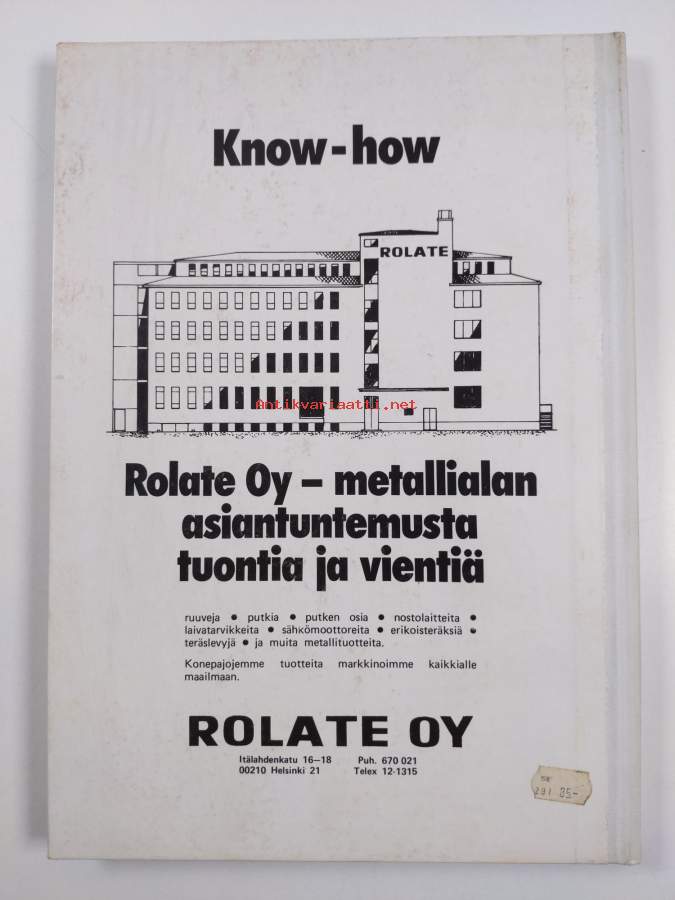 Know-how
ROLATE
Antikvariaatti.net
Rolate Oy – metallialan
asiantuntemusta
tuontia ja vientiä
ruuveja • putkia • putken osia • nostolaitteita •
laivatarvikkeita • sähkömoottoreita • erikoisteräksiä •
teräslevyjä • ja muita metallituotteita.
Konepajojemme tuotteita markkinoimme kaikkialle
maailmaan.
ROLATE OY
Itälahdenkatu 16–18 Puh. 670 021
00210 Helsinki 21 Telex 12-1315
291 85-